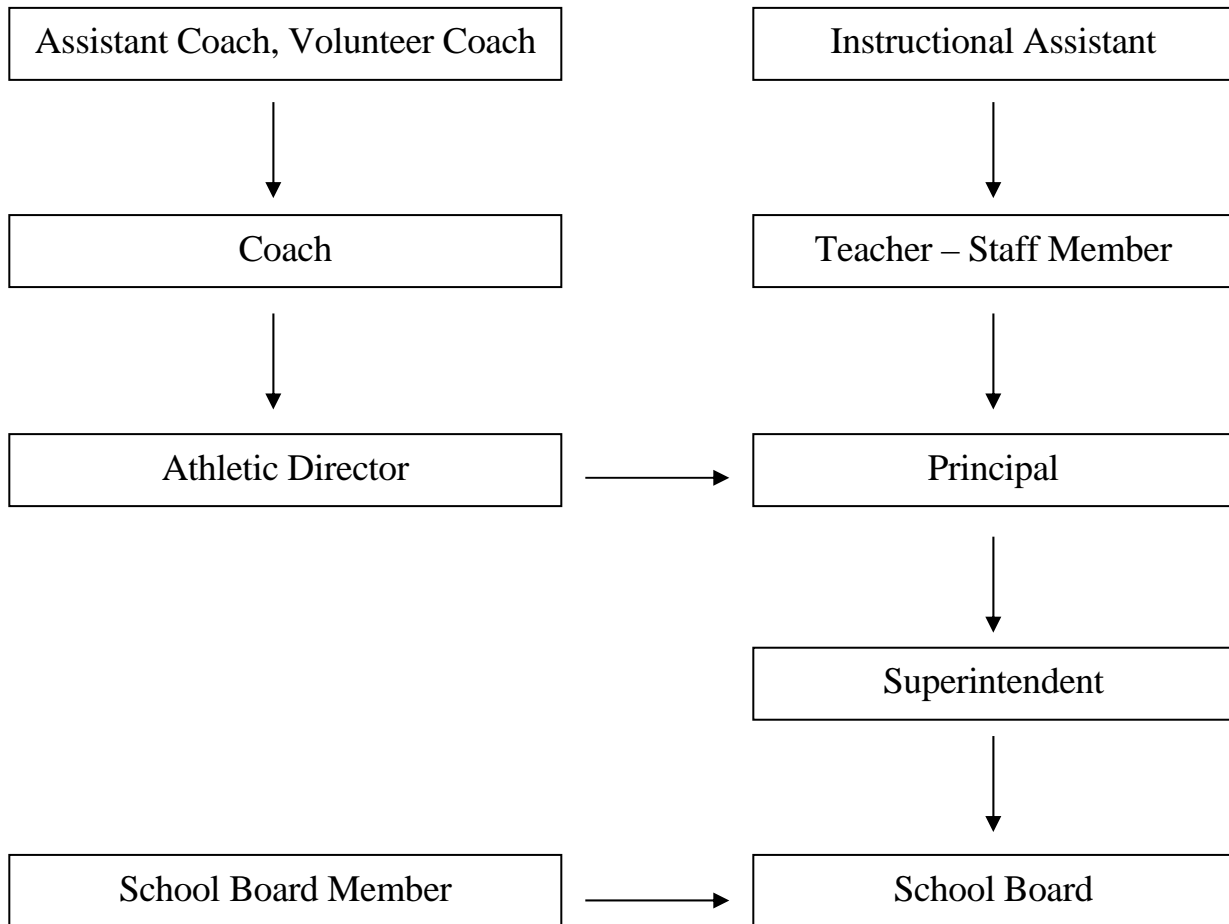 Assistant Coach, Volunteer Coach
Instructional Assistant
Coach
Teacher – Staff Member
Athletic Director
Principal
Superintendent
School Board Member
School Board